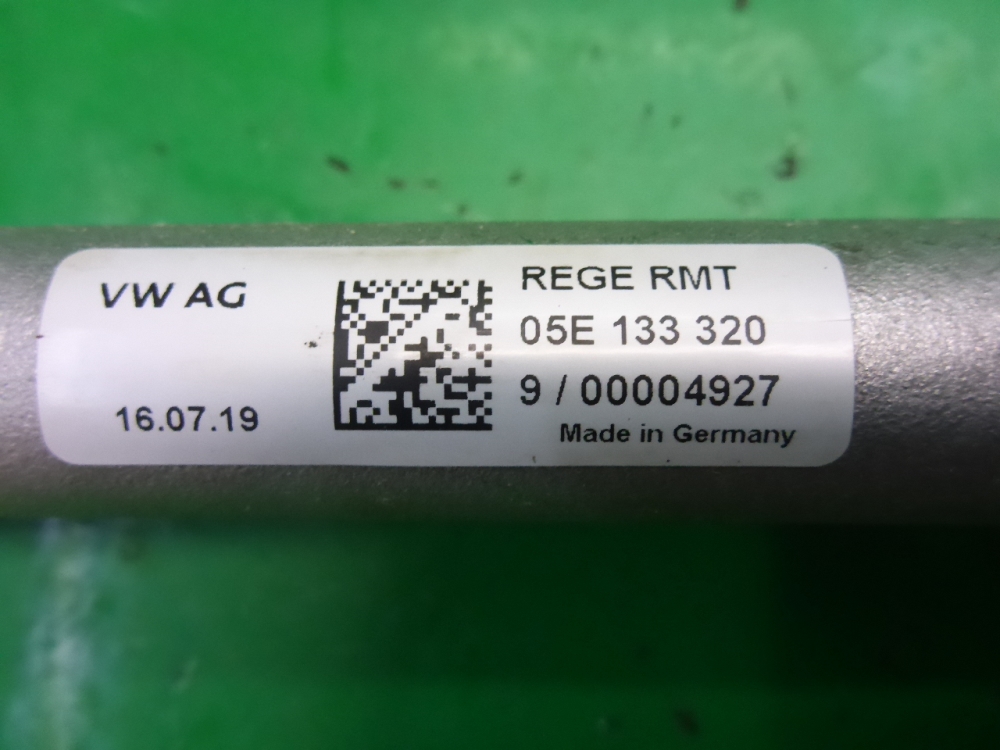 VW AG
16.07.19
REGE RMT
05E 133 320
9 / 00004927
Made in Germany